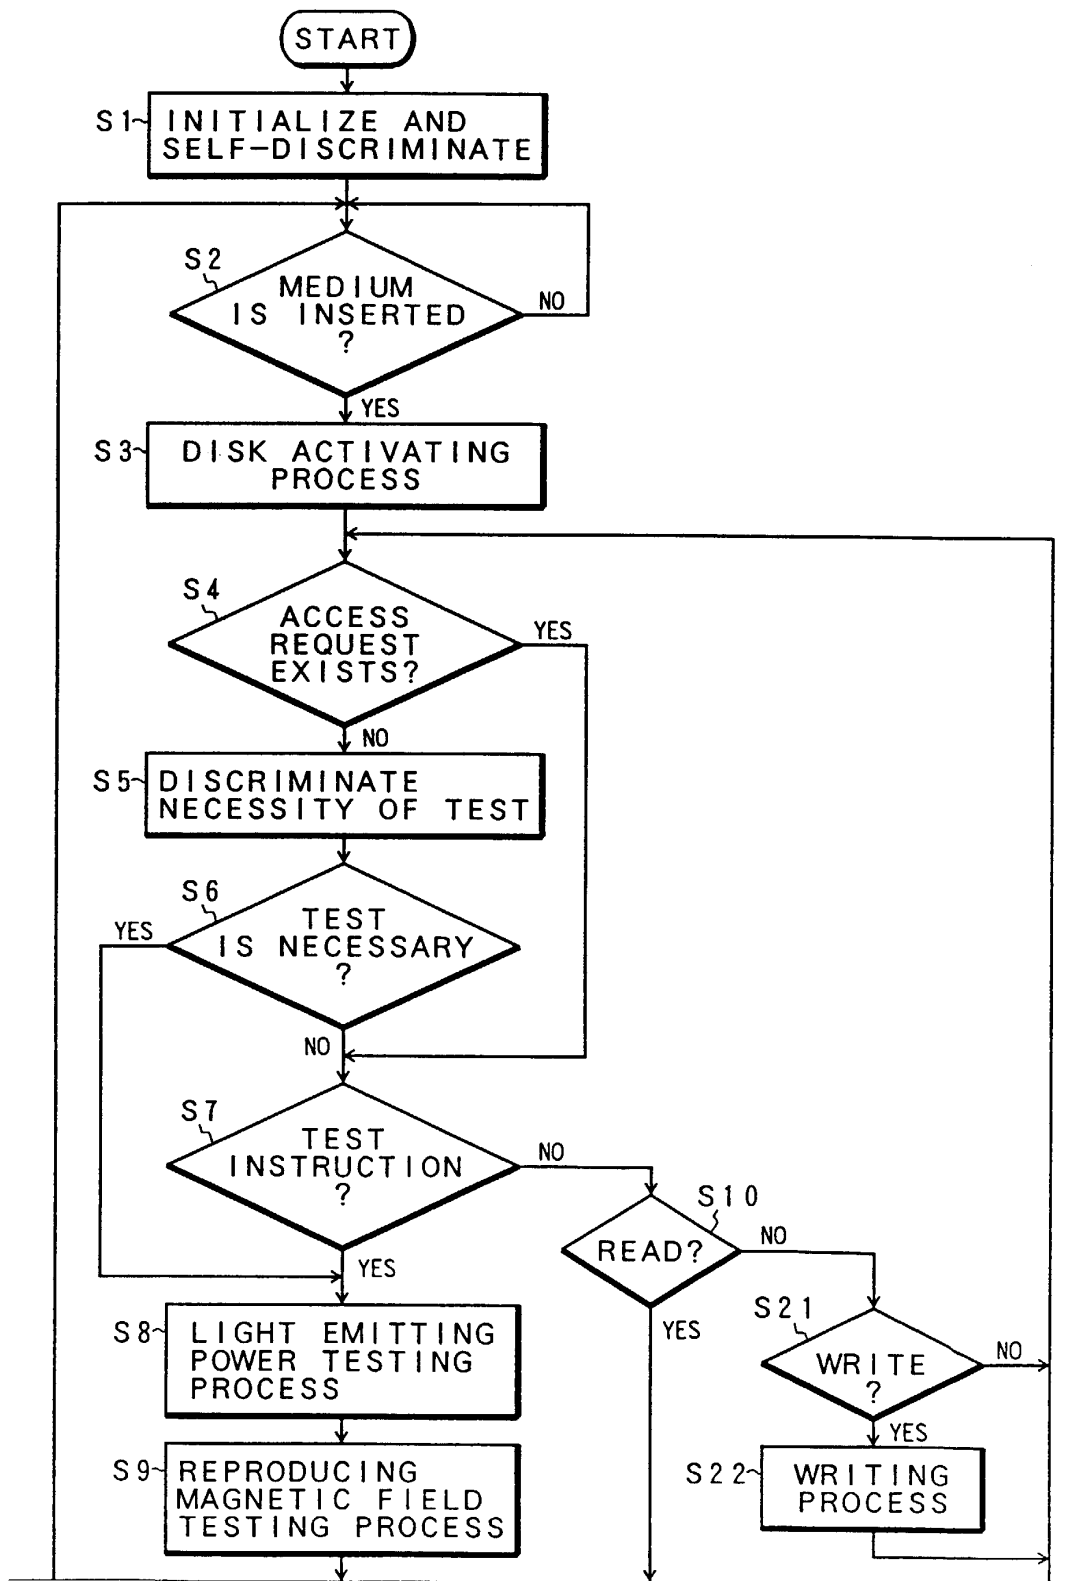 START
S1
INITIALIZE AND
SELF-DISCRIMINATE
S2
MEDIUM
IS INSERTED
?
NO
YES
S3
DISK ACTIVATING
PROCESS
S4
ACCESS
REQUEST
EXISTS?
YES
NO
S5
DISCRIMINATE
NECESSITY OF TEST
S6
TEST
IS NECESSARY
?
YES
NO
S7
TEST
INSTRUCTION
?
NO
YES
S10
READ?
NO
YES
S21
WRITE
?
NO
YES
S8
LIGHT EMITTING
POWER TESTING
PROCESS
S9
REPRODUCING
MAGNETIC FIELD
TESTING PROCESS
S22
WRITING
PROCESS